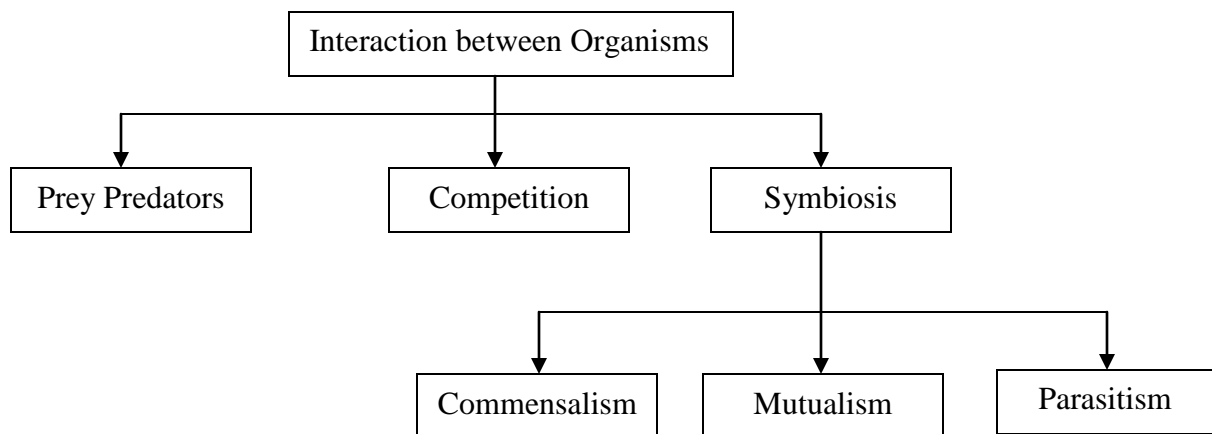 Interaction between Organisms
Prey Predators
Competition
Symbiosis
Commensalism
Mutualism
Parasitism